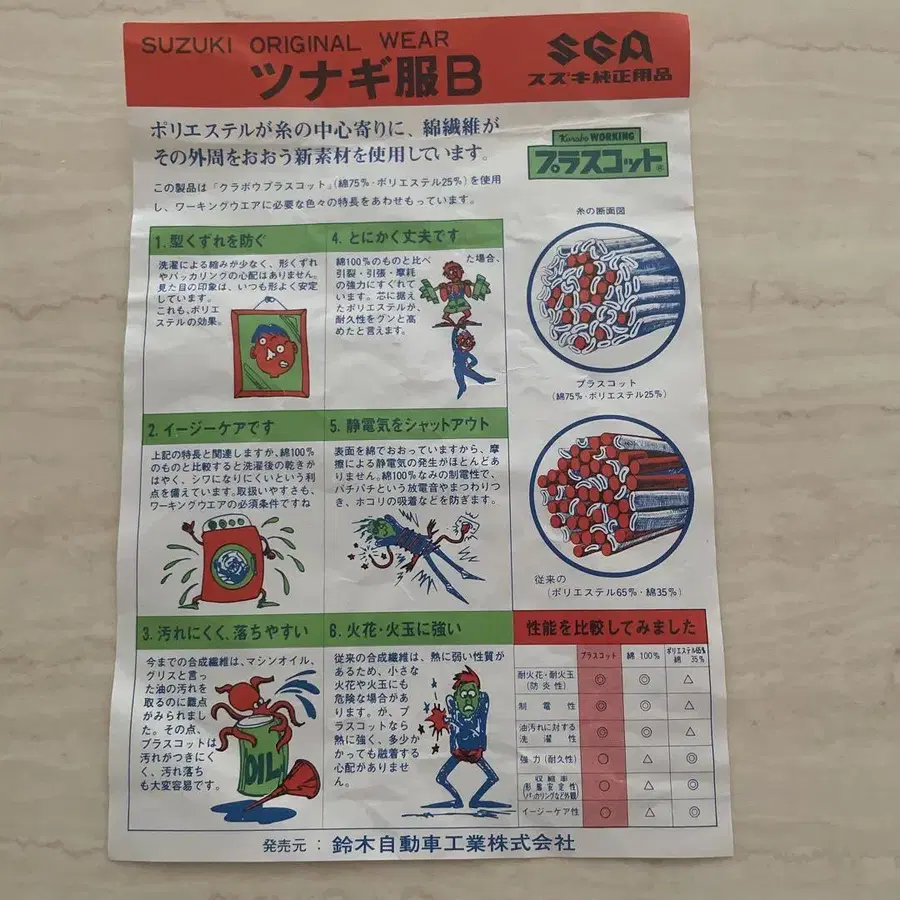 SUZUKI ORIGINAL WEAR
ツナギ服B
SGA
スズキ純正用品
ポリエステルが糸の中心寄りに、綿繊維が
その外周をおおう新素材を使用しています。
この製品は「クラボウプラスコット」(綿75%・ポリエステル25%)を使用
し、ワーキングウエアに必要な色々の特長をあわせもっています。
Kurabo WORKING
プラスコット®
1. 型くずれを防ぐ
洗濯による縮みが少なく、形くずれ
やパッカリングの心配はありません。
見た目の印象は、いつも形よく安定
しています。
これも、ポリエ
ステルの効果。
4. とにかく丈夫です
綿100%のものと比べた場合、
引裂・引張・摩耗
の強力にすぐれて
います。芯に据え
たポリエステルが、
耐久性をグンと高
めたと言えます。
2. イージーケアです
上記の特長と関連しますか、綿100%
のものと比較すると洗濯後の乾きが
はやく、シワになりにくいという利
点を備えています。取扱いやすさも、
ワーキングウエアの必須条件ですね
5. 静電気をシャットアウト
表面を綿でおおっていますから、摩
擦による静電気の発生がほとんどあ
りません。綿100%なみの制電性で、
パチパチという放電音やまつわりつ
き、ホコリの吸着などを防ぎます。
3. 汚れにくく、落ちやすい
今までの合成繊維は、マシンオイル、
グリスと言っ
た油の汚れを
取るのに難点
がみられまし
た。その点、
プラスコットは
汚れがつきにく
く、汚れ落ち
も大変容易です。
OIL
6. 火花・火玉に強い
従来の合成繊維は、熱に弱い性質が
あるため、小さな
火花や火玉にも
危険な場合が
あります。が、プ
ラスコットなら
熱に強く、多少か
かっても融着する
心配がありませ
ん。
糸の断面図
プラスコット
(綿75%・ポリエステル25%)
従来の
(ポリエステル65%・綿35%)
性能を比較してみました
プラスコット 綿 100% ポリエステル65% 綿 35%
耐火花・耐火玉(防炎性) ◎ ◎ △
制電性 ◎ ◎ △
油汚れに対する洗濯性 ◎ ◎ △
強力(耐久性) ○ △ ◎
収縮率(形態安定性)(パッカリングなど外観) ○ △ ◎
イージーケア性 ○ △ ◎
発売元：鈴木自動車工業株式会社